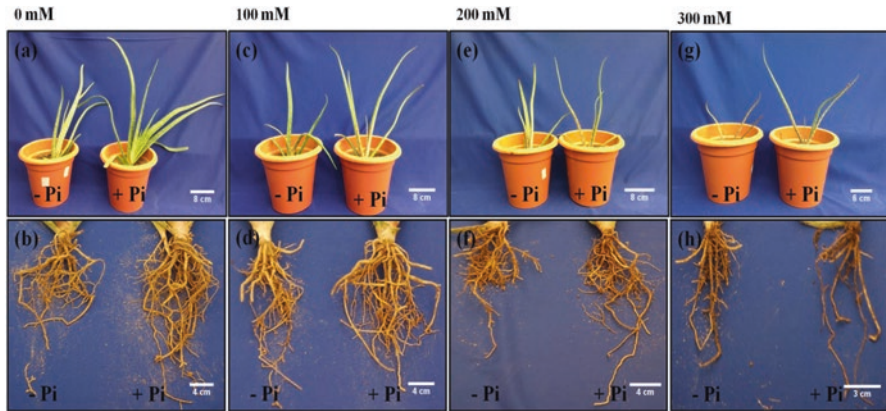 0 mM 100 mM 200 mM 300 mM
(a) (c) (e) (g)
- Pi + Pi - Pi + Pi - Pi + Pi - Pi + Pi
8 cm 8 cm 8 cm 6 cm
(b) (d) (f) (h)
- Pi + Pi - Pi + Pi - Pi + Pi - Pi + Pi
4 cm 4 cm 4 cm 3 cm